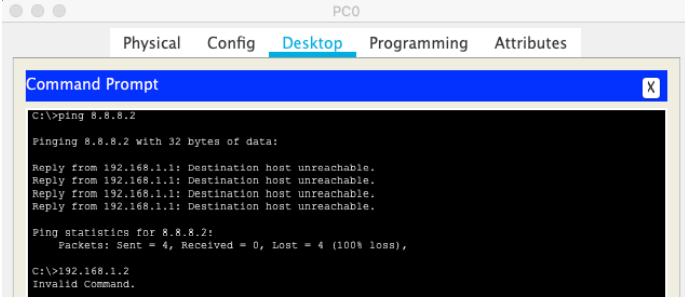 PC0
Physical Config Desktop Programming Attributes
Command Prompt X
C:\>ping 8.8.8.2
Pinging 8.8.8.2 with 32 bytes of data:
Reply from 192.168.1.1: Destination host unreachable.
Reply from 192.168.1.1: Destination host unreachable.
Reply from 192.168.1.1: Destination host unreachable.
Reply from 192.168.1.1: Destination host unreachable.
Ping statistics for 8.8.8.2:
Packets: Sent = 4, Received = 0, Lost = 4 (100% loss),
C:\>192.168.1.2
Invalid Command.